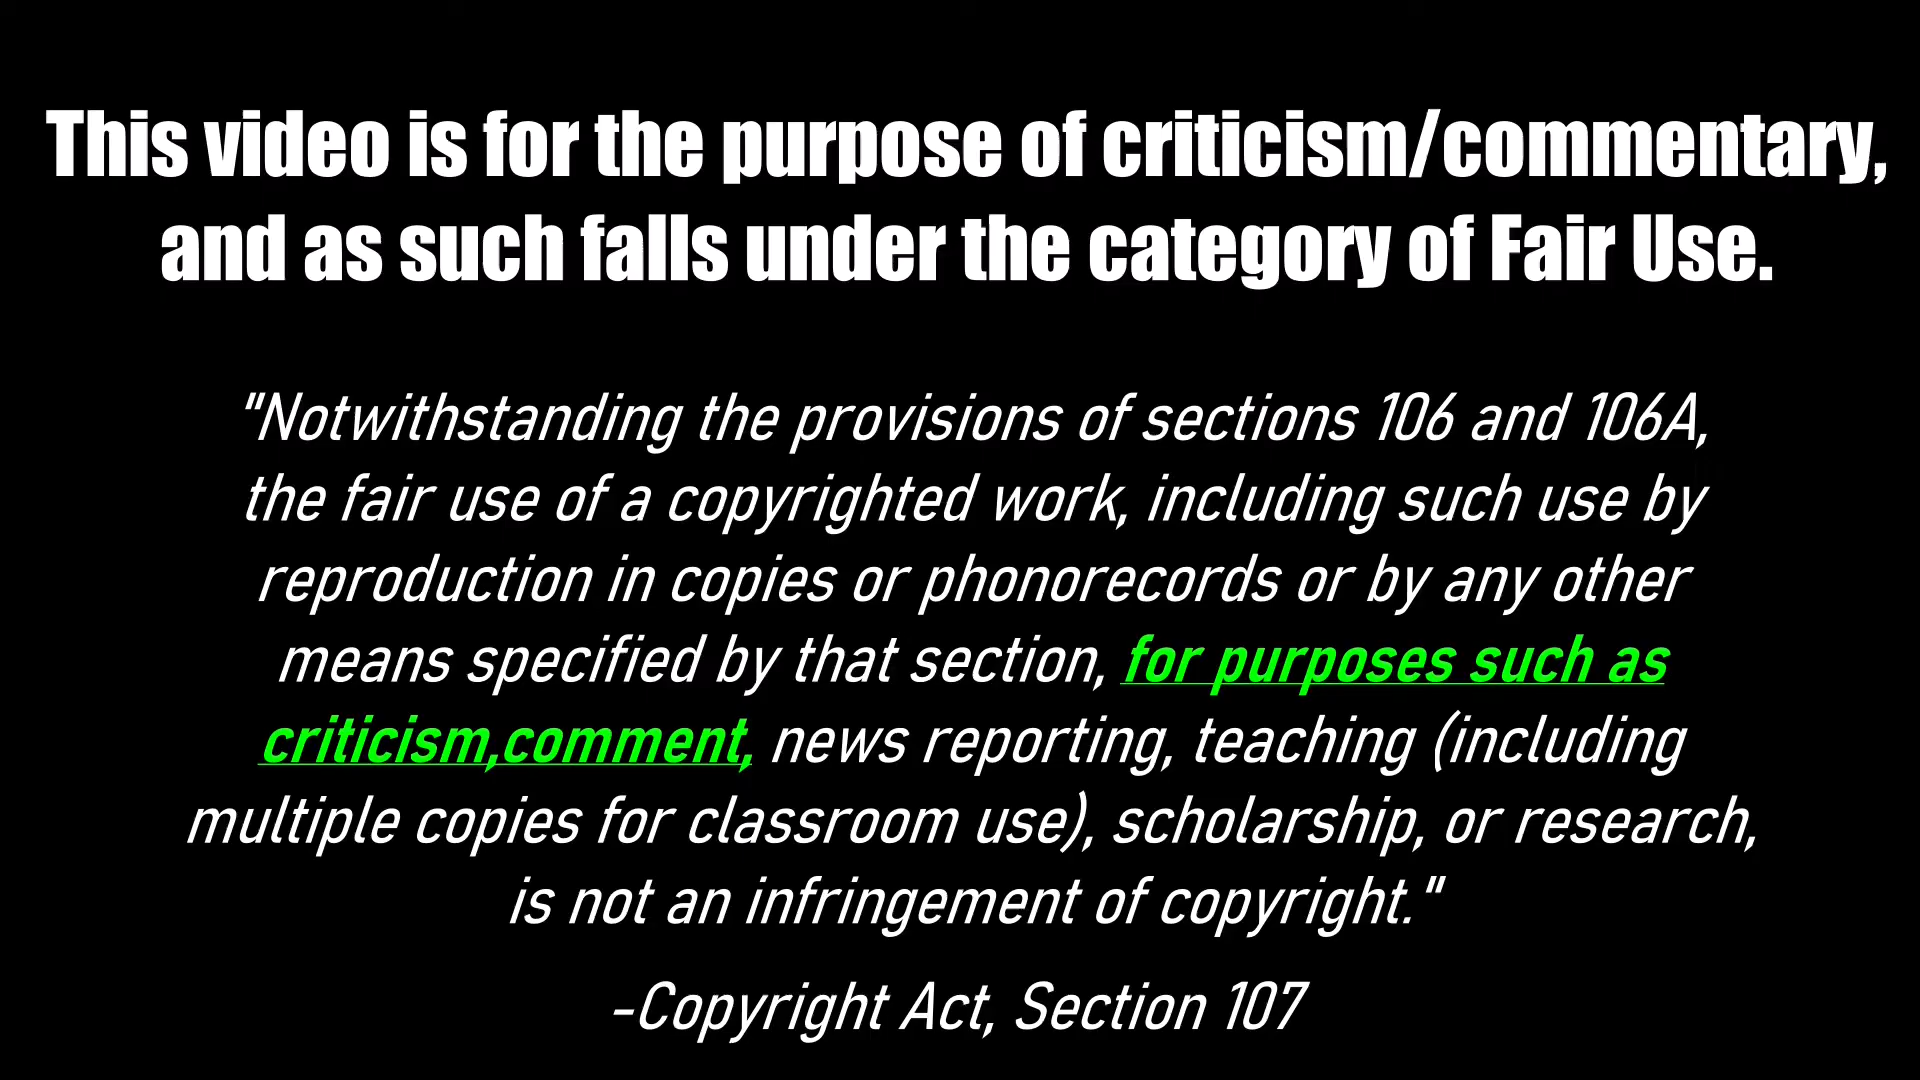 This video is for the purpose of criticism/commentary,
and as such falls under the category of Fair Use.
"Notwithstanding the provisions of sections 106 and 106A,
the fair use of a copyrighted work, including such use by
reproduction in copies or phonorecords or by any other
means specified by that section, for purposes such as
criticism,comment, news reporting, teaching (including
multiple copies for classroom use), scholarship, or research,
is not an infringement of copyright."
-Copyright Act, Section 107